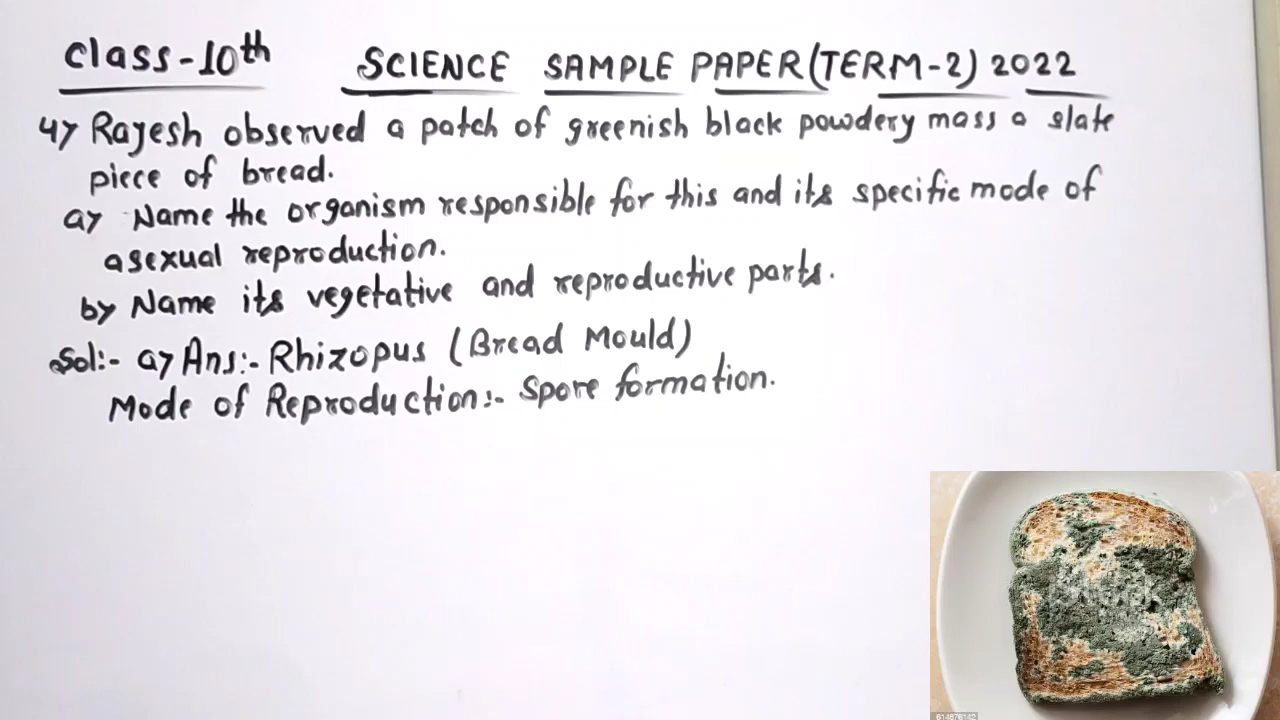 Class-10th SCIENCE SAMPLE PAPER (TERM-2) 2022
4) Rajesh observed a patch of greenish black powdery mass a slate
piece of bread.
a) Name the organism responsible for this and its specific mode of
asexual reproduction.
b) Name its vegetative and reproductive parts.
Sol:- a) Ans:- Rhizopus (Bread Mould)
Mode of Reproduction:- Spore formation.
iStock